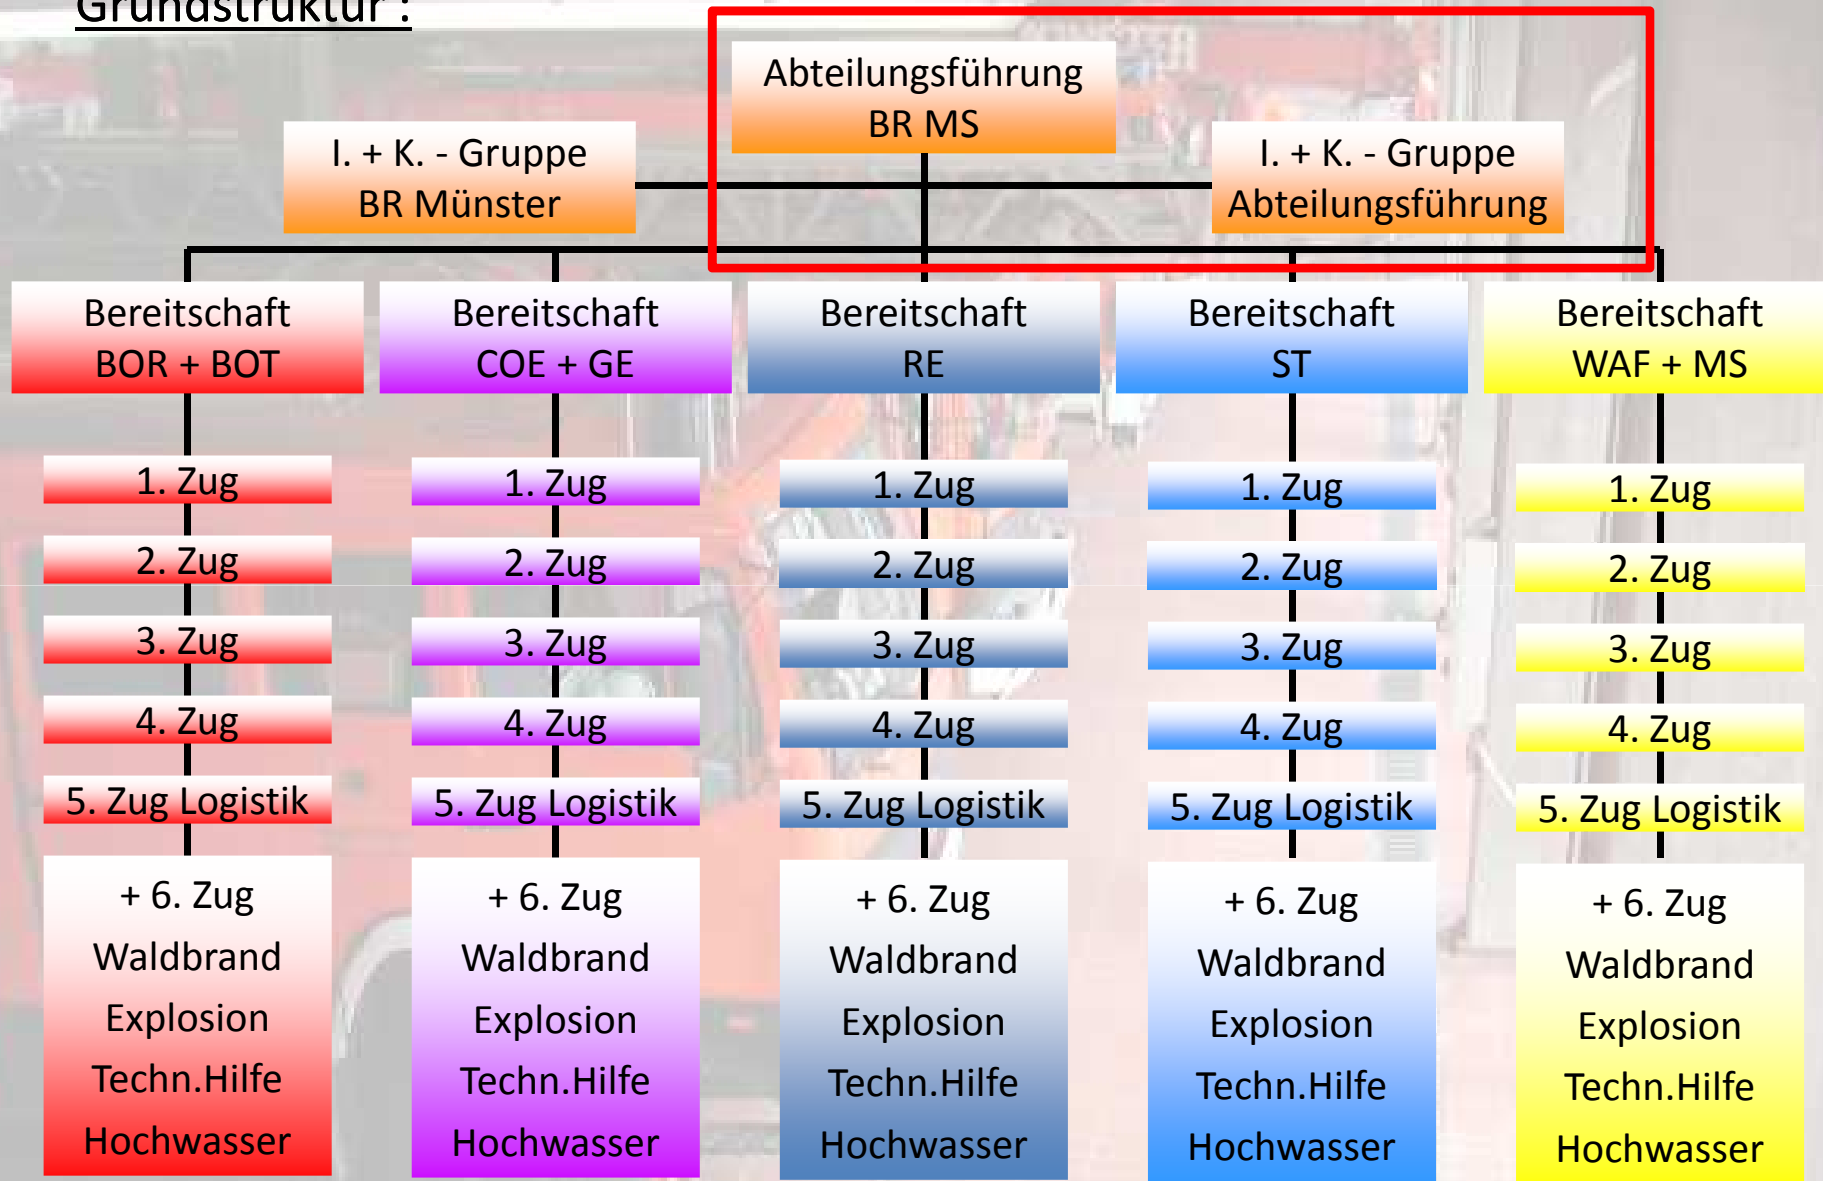 Grundstruktur :
Abteilungsführung
BR MS
I. + K. - Gruppe
BR Münster
I. + K. - Gruppe
Abteilungsführung
Bereitschaft
BOR + BOT
1. Zug
2. Zug
3. Zug
4. Zug
5. Zug Logistik
+ 6. Zug
Waldbrand
Explosion
Techn.Hilfe
Hochwasser
Bereitschaft
COE + GE
1. Zug
2. Zug
3. Zug
4. Zug
5. Zug Logistik
+ 6. Zug
Waldbrand
Explosion
Techn.Hilfe
Hochwasser
Bereitschaft
RE
1. Zug
2. Zug
3. Zug
4. Zug
5. Zug Logistik
+ 6. Zug
Waldbrand
Explosion
Techn.Hilfe
Hochwasser
Bereitschaft
ST
1. Zug
2. Zug
3. Zug
4. Zug
5. Zug Logistik
+ 6. Zug
Waldbrand
Explosion
Techn.Hilfe
Hochwasser
Bereitschaft
WAF + MS
1. Zug
2. Zug
3. Zug
4. Zug
5. Zug Logistik
+ 6. Zug
Waldbrand
Explosion
Techn.Hilfe
Hochwasser